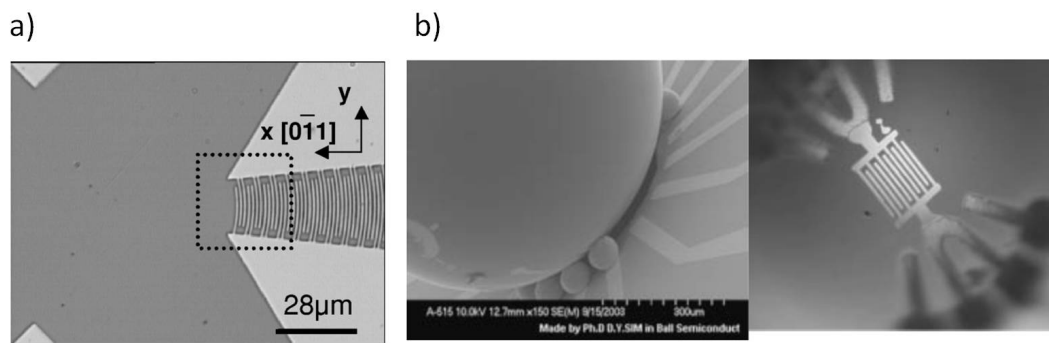 a)
b)
y
x [01̅1]
28μm
A-515 10.0kV 12.7mm x150 SE(M) 9/15/2003
300um
Made by Ph.D D.Y.SIM in Ball Semiconduct